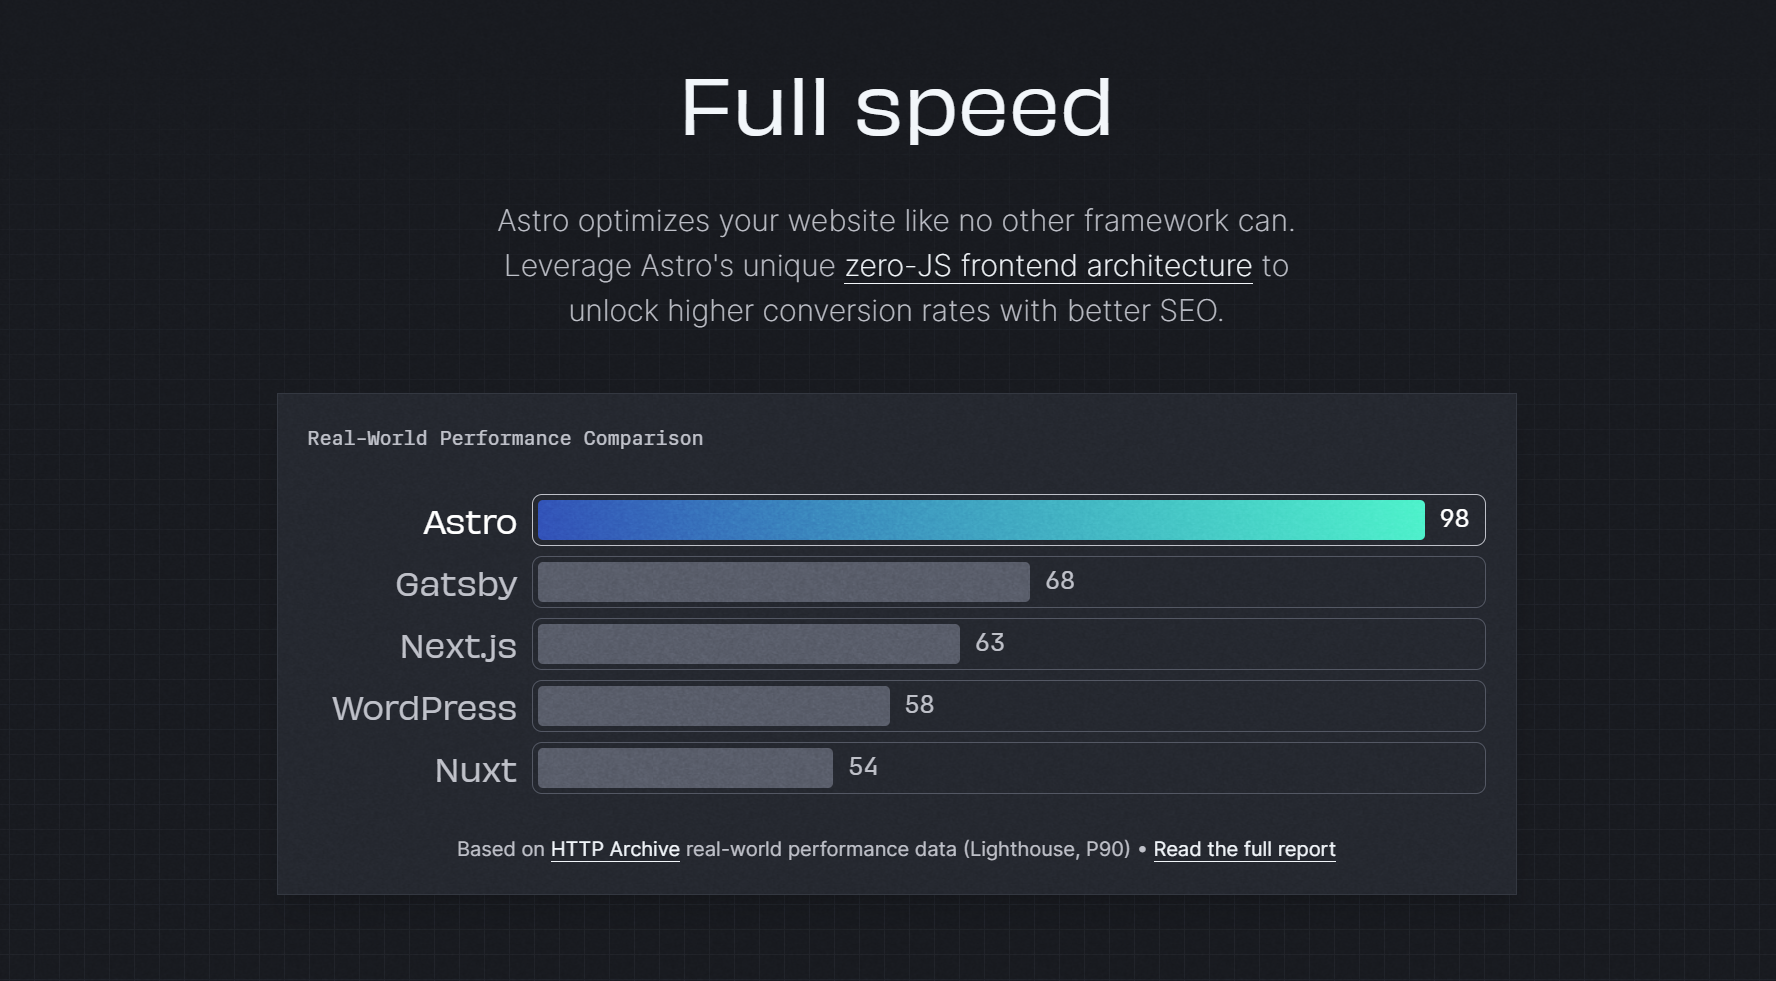 Full speed
Astro optimizes your website like no other framework can.
Leverage Astro's unique zero-JS frontend architecture to
unlock higher conversion rates with better SEO.
Real-World Performance Comparison
Astro 98
Gatsby 68
Next.js 63
WordPress 58
Nuxt 54
Based on HTTP Archive real-world performance data (Lighthouse, P90) • Read the full report